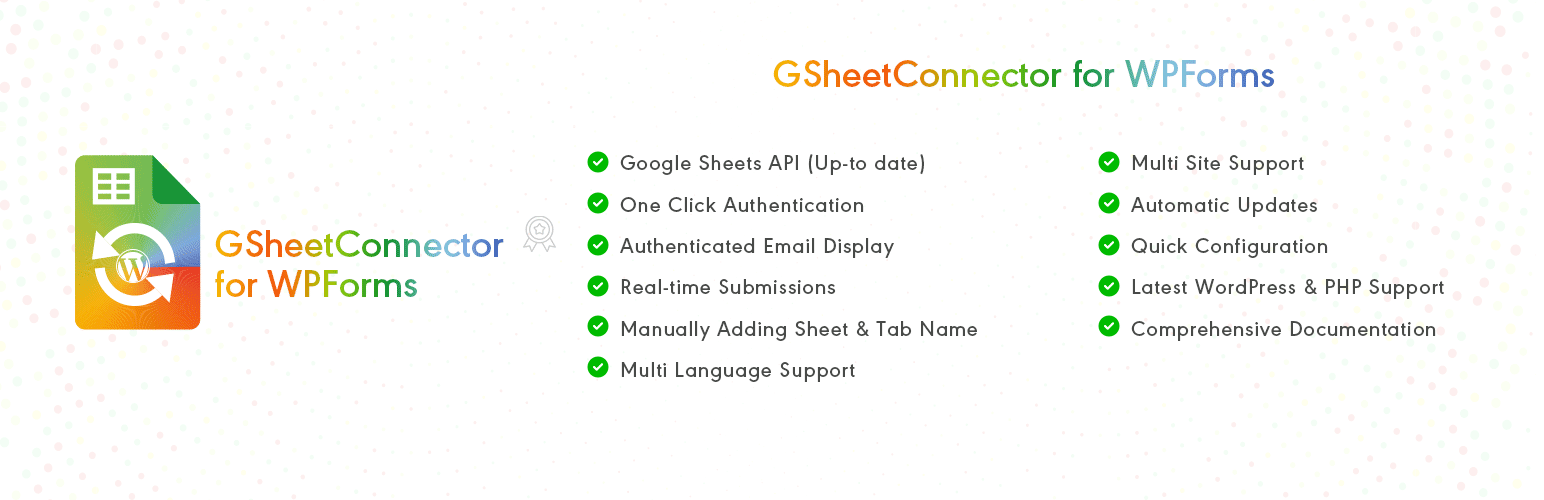 GSheetConnector for WPForms
GSheetConnector
for WPForms
Google Sheets API (Up-to date)
One Click Authentication
Authenticated Email Display
Real-time Submissions
Manually Adding Sheet & Tab Name
Multi Language Support
Multi Site Support
Automatic Updates
Quick Configuration
Latest WordPress & PHP Support
Comprehensive Documentation